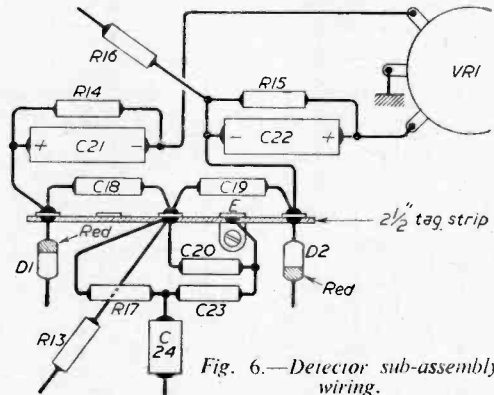 R16
R14
R15
VR1
+ C21 -
- C22 +
C18
C19
E
2½" tag strip
Red
D1
C20
D2
Red
R17
C23
R13
C
24
Fig. 6.—Detector sub-assembly
wiring.